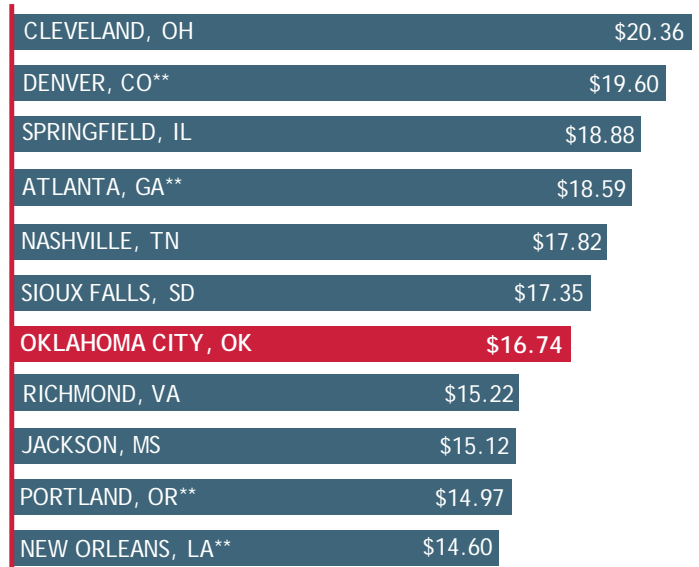 CLEVELAND, OH $20.36
DENVER, CO** $19.60
SPRINGFIELD, IL $18.88
ATLANTA, GA** $18.59
NASHVILLE, TN $17.82
SIOUX FALLS, SD $17.35
OKLAHOMA CITY, OK $16.74
RICHMOND, VA $15.22
JACKSON, MS $15.12
PORTLAND, OR** $14.97
NEW ORLEANS, LA** $14.60